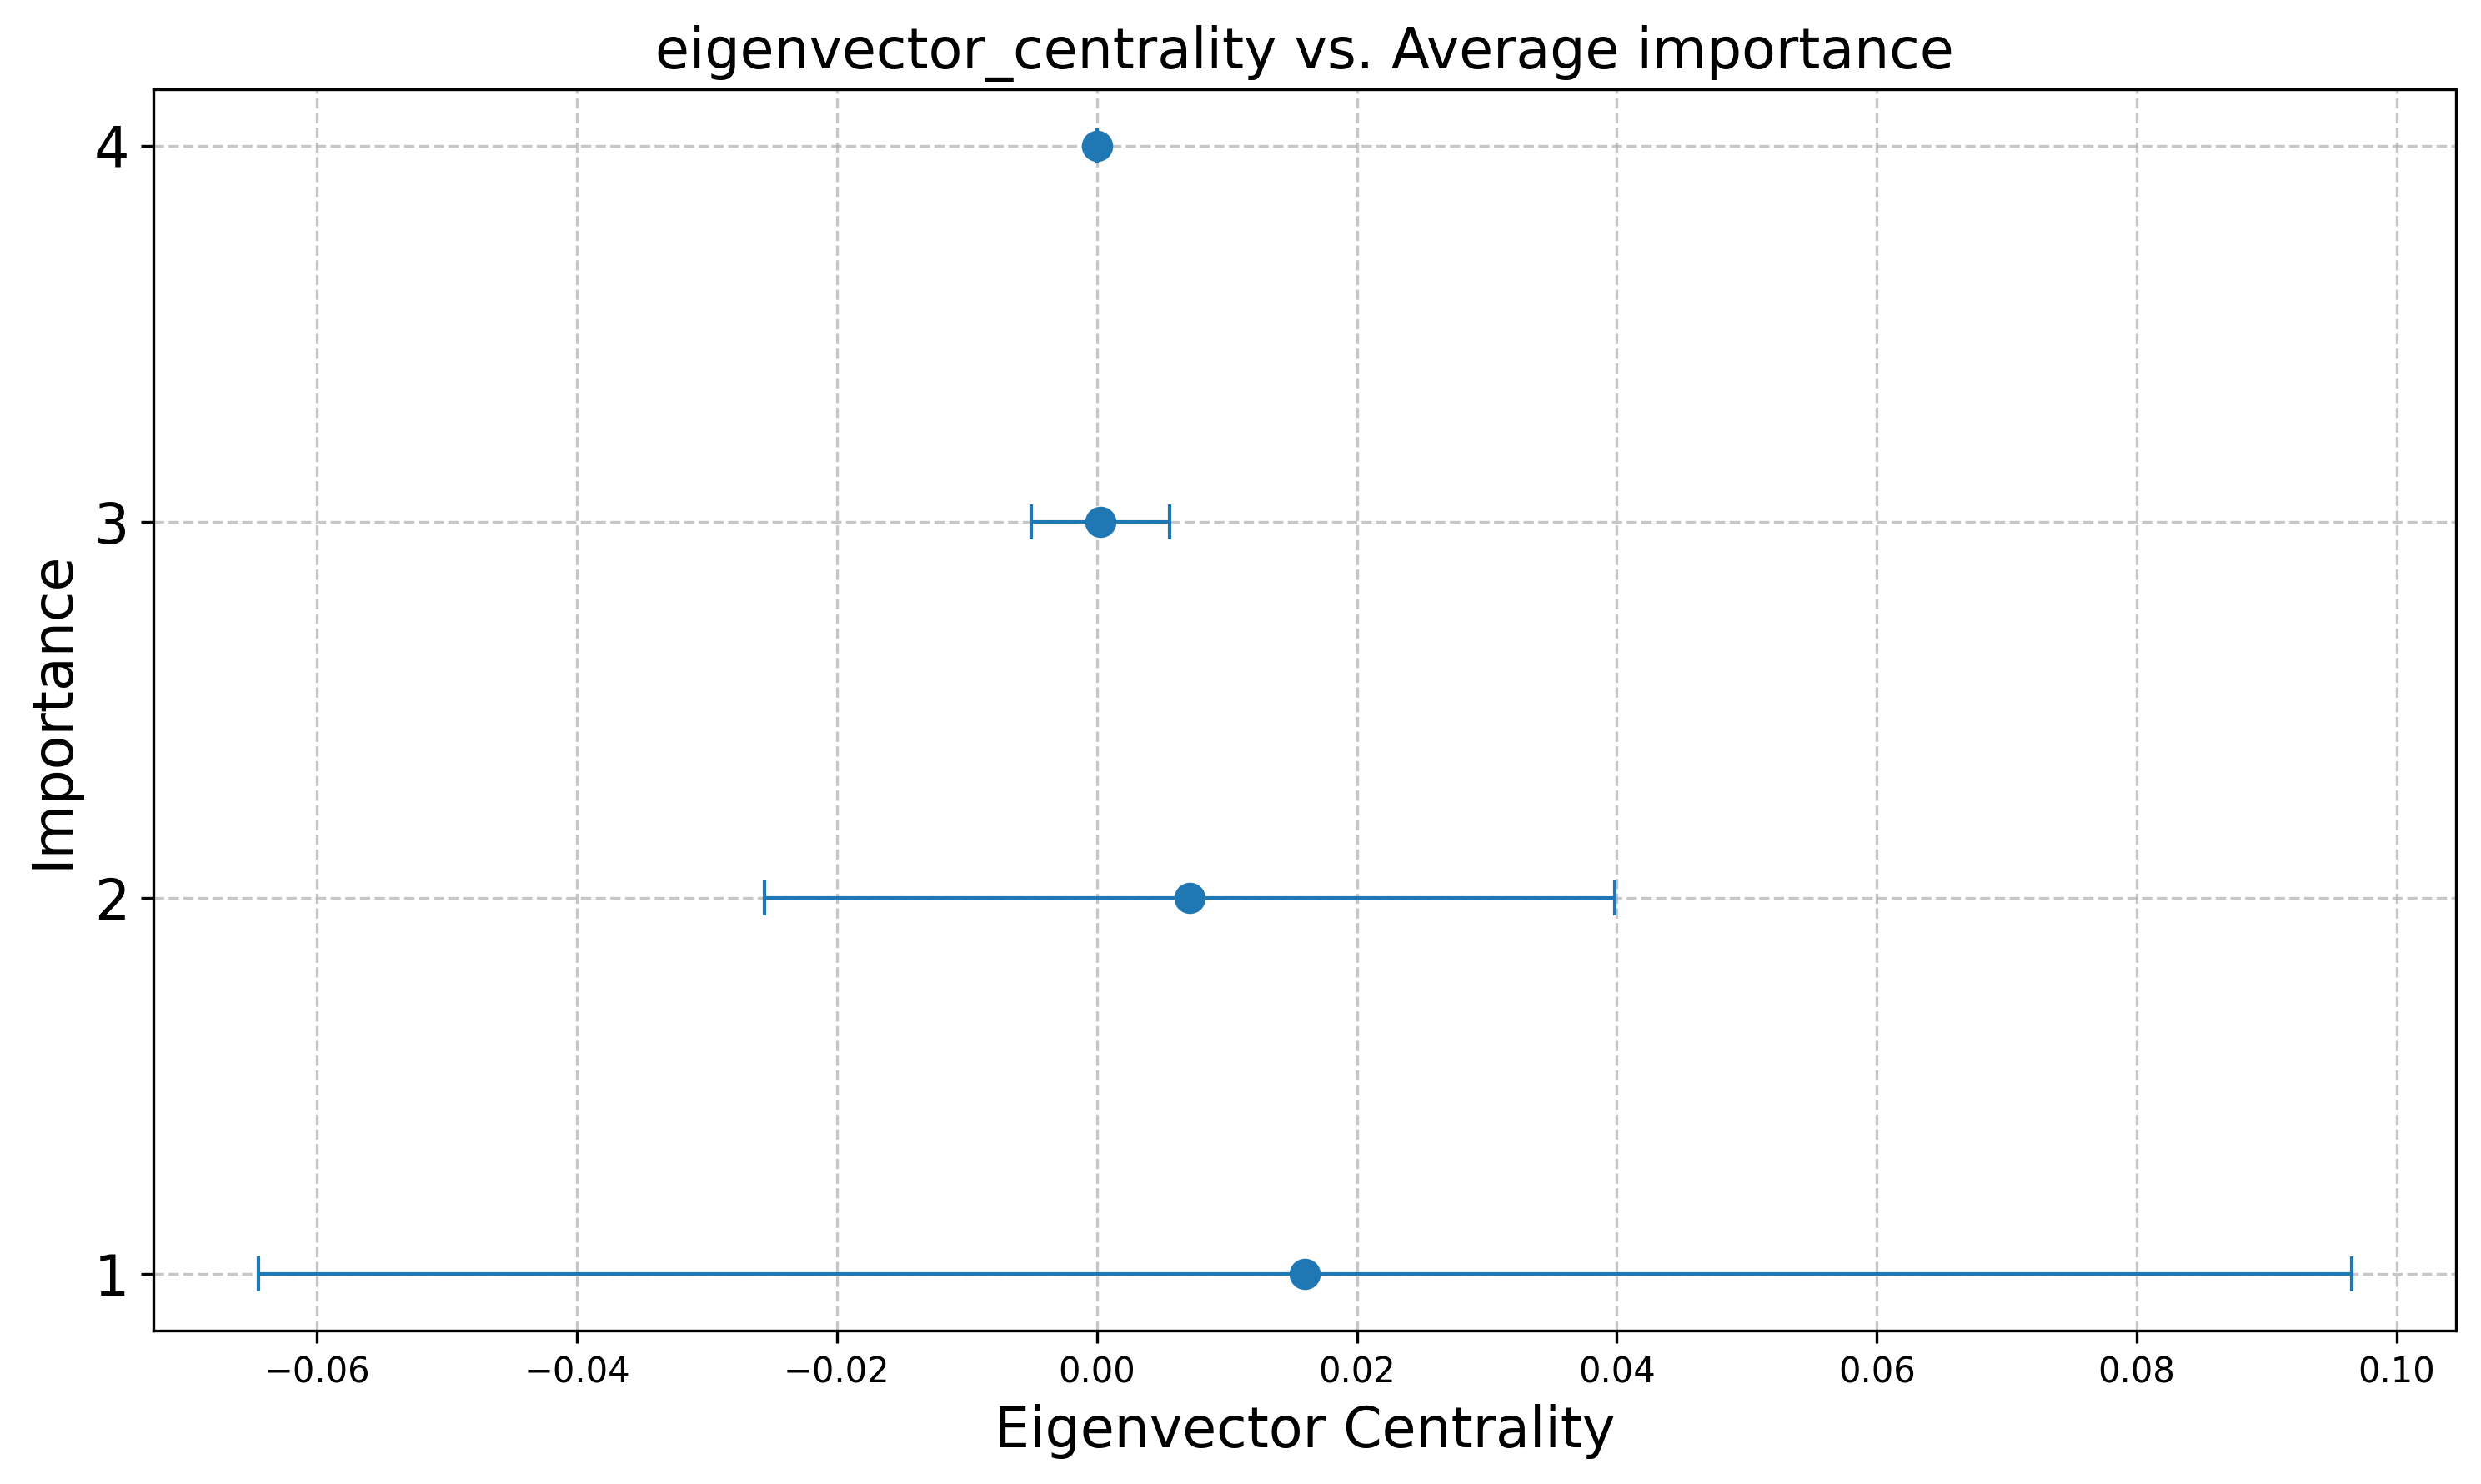 eigenvector_centrality vs. Average importance
4
3
2
1
Importance
−0.06 −0.04 −0.02 0.00 0.02 0.04 0.06 0.08 0.10
Eigenvector Centrality